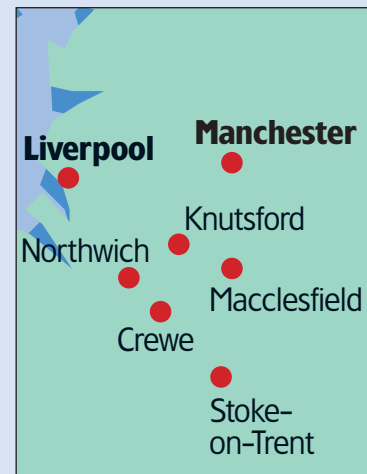 Manchester
Liverpool
Knutsford
Northwich
Macclesfield
Crewe
Stoke-
on-Trent